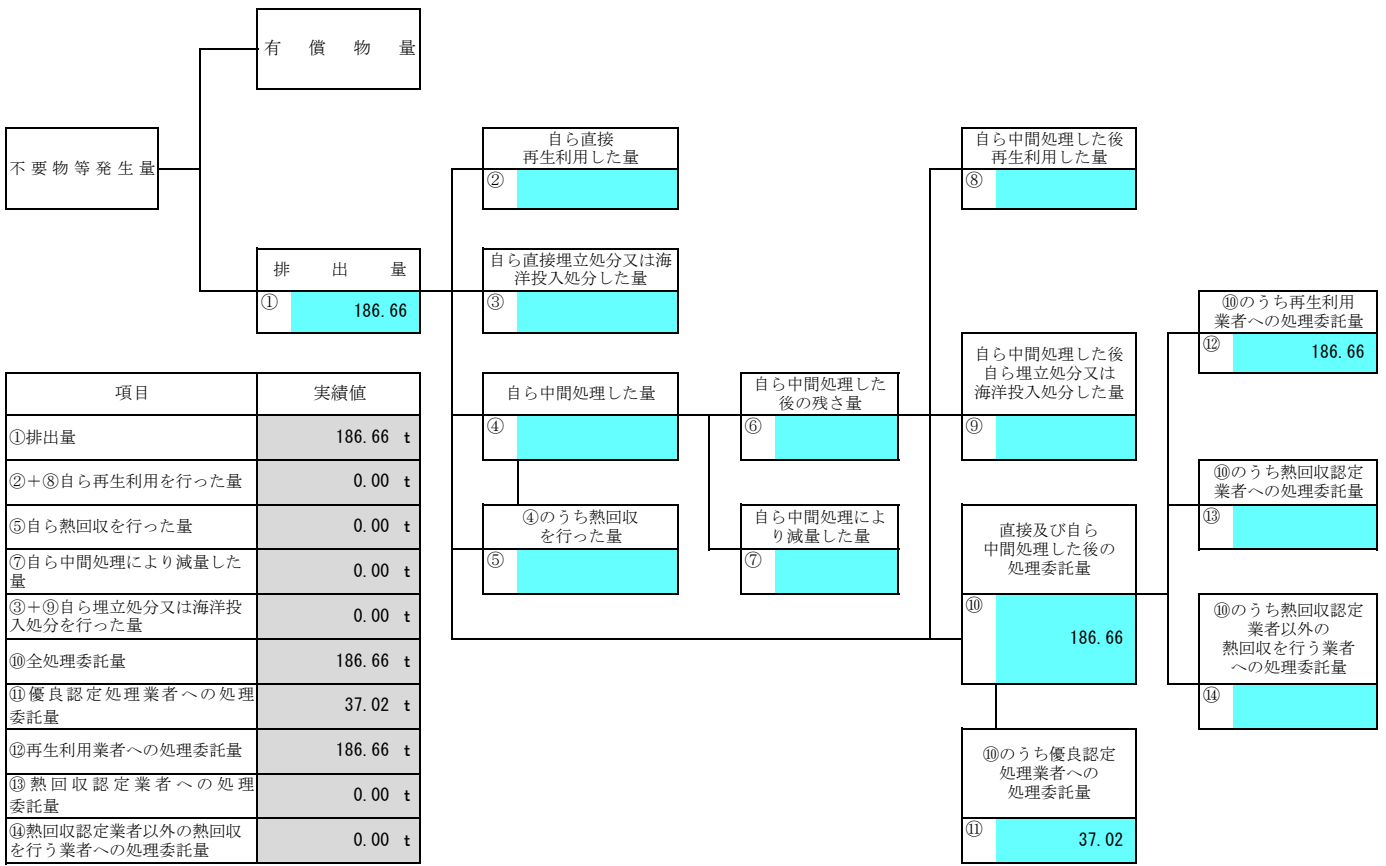 有償物量
不要物等発生量
排出量
① 186.66
自ら直接
再生利用した量
②
自ら直接埋立処分又は海
洋投入処分した量
③
自ら中間処理した量
④
④のうち熱回収
を行った量
⑤
自ら中間処理した
後の残さ量
⑥
自ら中間処理によ
り減量した量
⑦
自ら中間処理した後
再生利用した量
⑧
自ら中間処理した後
自ら埋立処分又は
海洋投入処分した量
⑨
直接及び自ら
中間処理した後の
処理委託量
⑩
186.66
⑩のうち優良認定
処理業者への
処理委託量
⑪ 37.02
⑩のうち再生利用
業者への処理委託量
⑫ 186.66
⑩のうち熱回収認定
業者への処理委託量
⑬
⑩のうち熱回収認定
業者以外の
熱回収を行う業者
への処理委託量
⑭
項目 実績値
①排出量 186.66 t
②+⑧自ら再生利用を行った量 0.00 t
⑤自ら熱回収を行った量 0.00 t
⑦自ら中間処理により減量した
量 0.00 t
③+⑨自ら埋立処分又は海洋投
入処分を行った量 0.00 t
⑩全処理委託量 186.66 t
⑪優良認定処理業者への処理
委託量 37.02 t
⑫再生利用業者への処理委託量 186.66 t
⑬熱回収認定業者への処理
委託量 0.00 t
⑭熱回収認定業者以外の熱回収
を行う業者への処理委託量 0.00 t